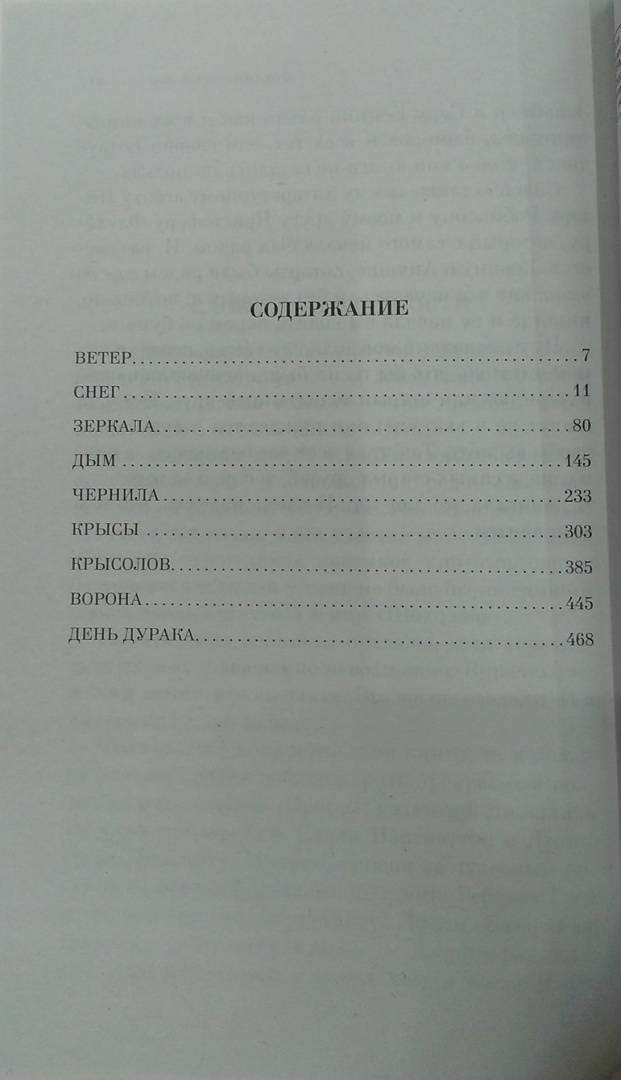 СОДЕРЖАНИЕ
ВЕТЕР. 7
СНЕГ 11
ЗЕРКАЛА. 80
ДЫМ 145
ЧЕРНИЛА 233
КРЫСЫ 303
КРЫСОЛОВ. 385
ВОРОНА. 445
ДЕНЬ ДУРАКА. 468